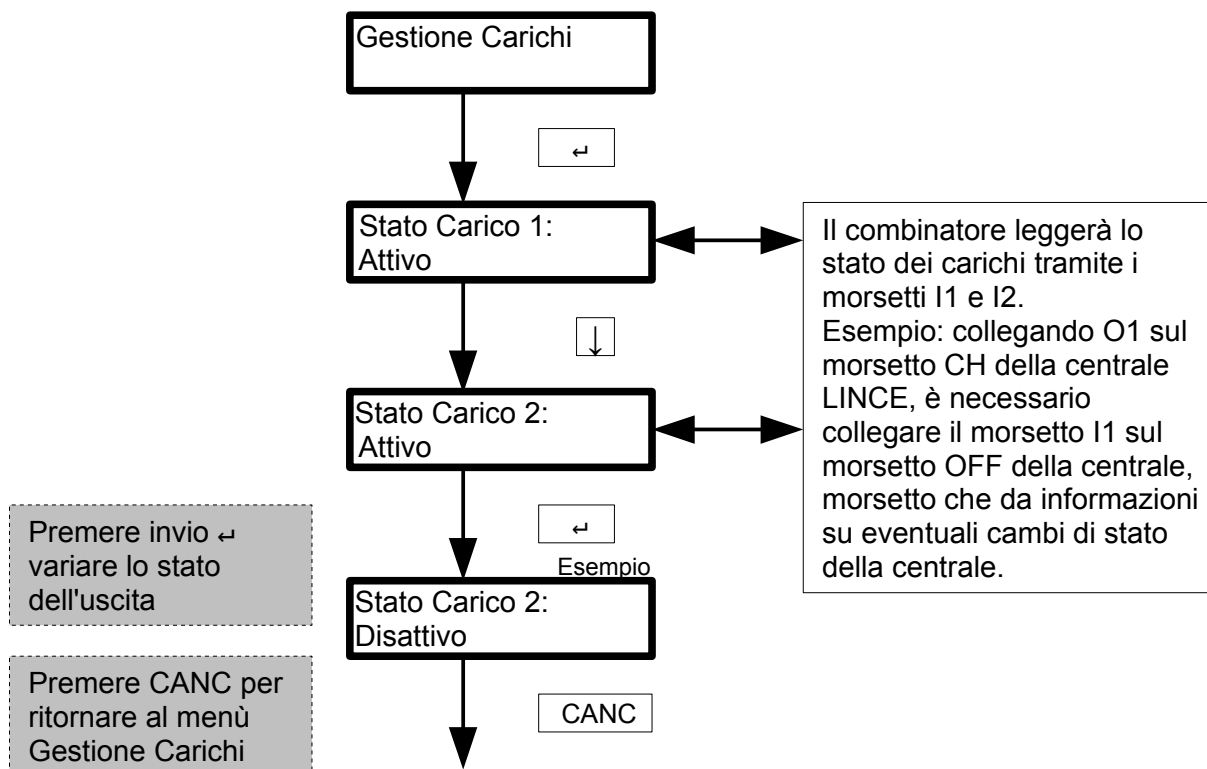 Gestione Carichi
↵
Stato Carico 1:
Attivo
Il combinatore leggerà lo
stato dei carichi tramite i
morsetti I1 e I2.
Esempio: collegando O1 sul
morsetto CH della centrale
LINCE, è necessario
collegare il morsetto I1 sul
morsetto OFF della centrale,
morsetto che da informazioni
su eventuali cambi di stato
della centrale.
↓
Stato Carico 2:
Attivo
Premere invio ↵
variare lo stato
dell'uscita
↵
Esempio
Stato Carico 2:
Disattivo
Premere CANC per
ritornare al menù
Gestione Carichi
CANC